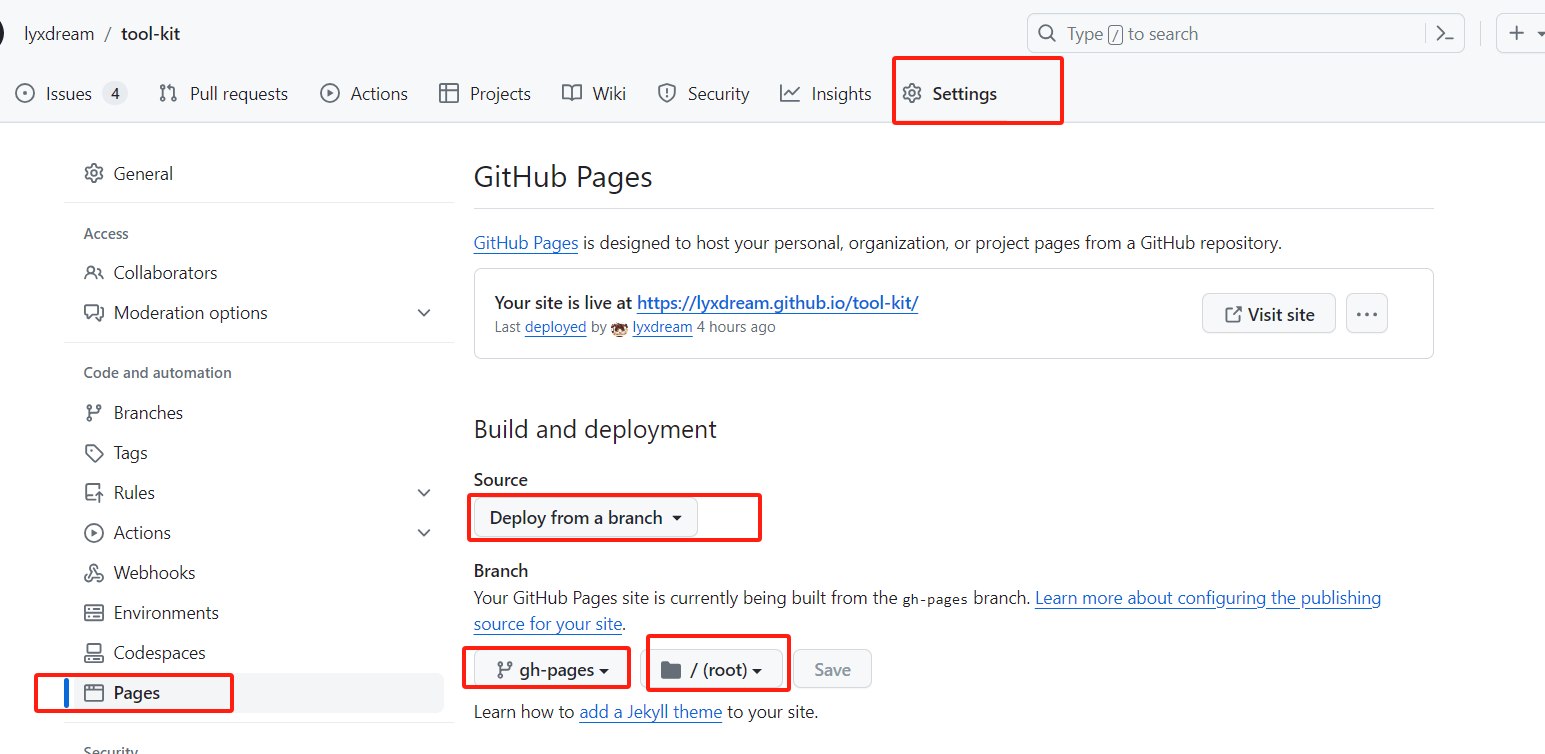 lyxdream / tool-kit
Type / to search
Issues 4 Pull requests Actions Projects Wiki Security Insights Settings
General
Access
Collaborators
Moderation options
Code and automation
Branches
Tags
Rules
Actions
Webhooks
Environments
Codespaces
Pages
Security
GitHub Pages
GitHub Pages is designed to host your personal, organization, or project pages from a GitHub repository.
Your site is live at https://lyxdream.github.io/tool-kit/
Last deployed by lyxdream 4 hours ago
Visit site
Build and deployment
Source
Deploy from a branch
Branch
Your GitHub Pages site is currently being built from the gh-pages branch. Learn more about configuring the publishing
source for your site.
gh-pages / (root) Save
Learn how to add a Jekyll theme to your site.